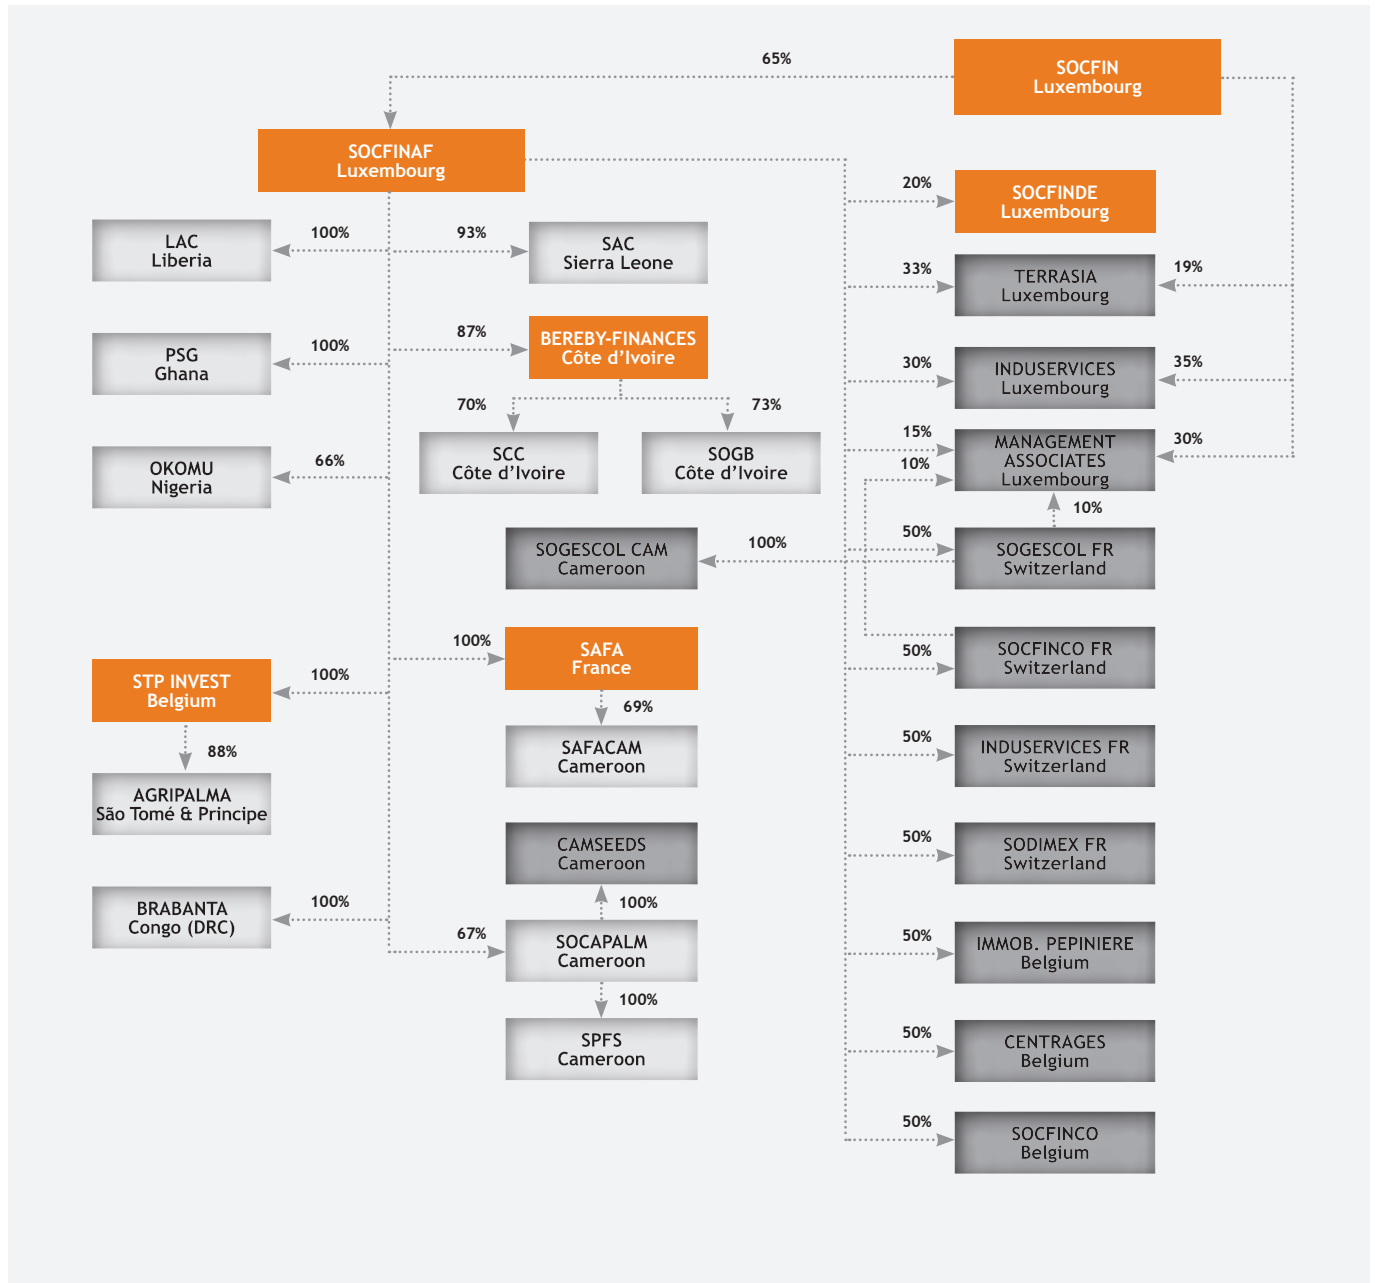 65%
SOCFIN
Luxembourg
SOCFINAF
Luxembourg
20%
SOCFINDE
Luxembourg
LAC
Liberia
100%
93%
SAC
Sierra Leone
33%
TERRASIA
Luxembourg
19%
PSG
Ghana
100%
87%
BEREBY-FINANCES
Côte d'Ivoire
30%
INDUSERVICES
Luxembourg
35%
70%
73%
OKOMU
Nigeria
66%
SCC
Côte d'Ivoire
SOGB
Côte d'Ivoire
15%
10%
MANAGEMENT
ASSOCIATES
Luxembourg
30%
10%
SOGESCOL CAM
Cameroon
100%
50%
SOGESCOL FR
Switzerland
STP INVEST
Belgium
100%
100%
SAFA
France
50%
SOCFINCO FR
Switzerland
88%
69%
AGRIPALMA
São Tomé & Principe
SAFACAM
Cameroon
50%
INDUSERVICES FR
Switzerland
CAMSEEDS
Cameroon
50%
SODIMEX FR
Switzerland
BRABANTA
Congo (DRC)
100%
100%
67%
SOCAPALM
Cameroon
50%
IMMOB. PEPINIERE
Belgium
100%
SPFS
Cameroon
50%
CENTRAGES
Belgium
50%
SOCFINCO
Belgium